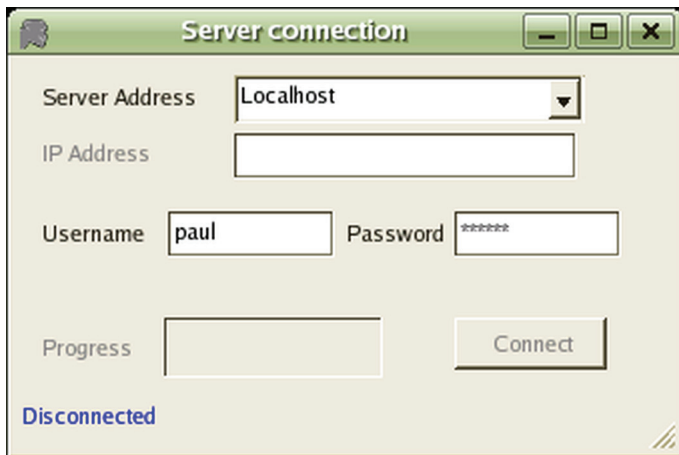 Server connection
Server Address Localhost
IP Address
Username paul Password ******
Progress Connect
Disconnected